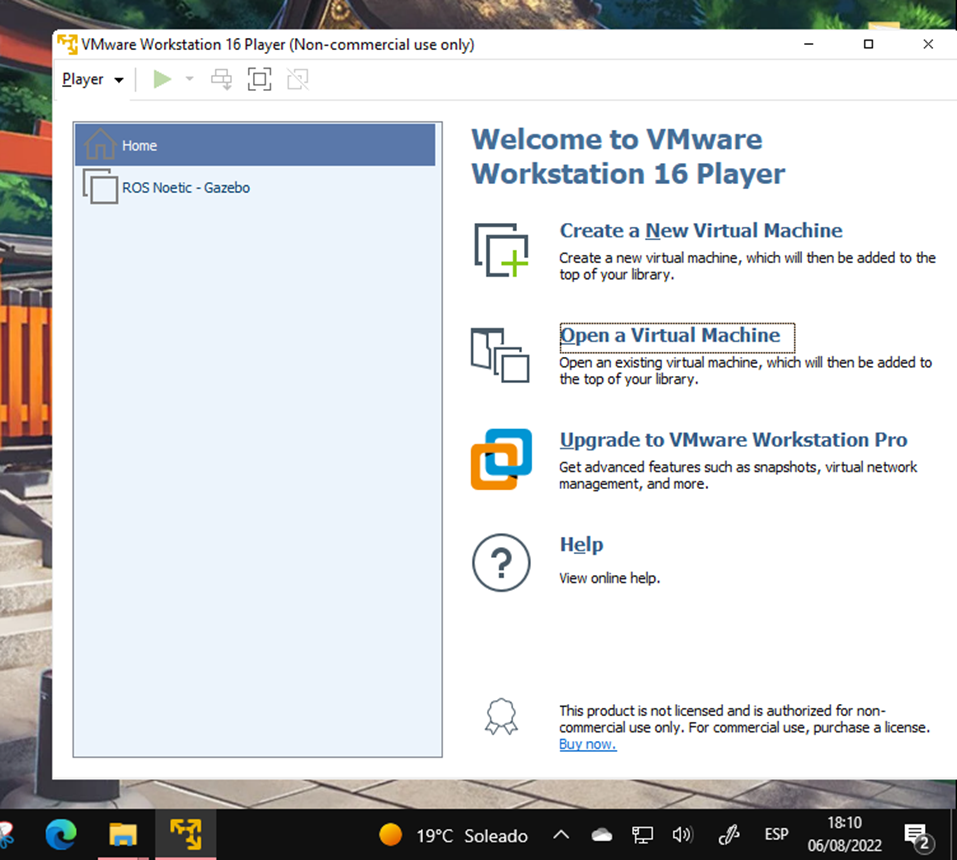 VMware Workstation 16 Player (Non-commercial use only)
Player
Home
ROS Noetic - Gazebo
Welcome to VMware
Workstation 16 Player
Create a New Virtual Machine
Create a new virtual machine, which will then be added to the
top of your library.
Open a Virtual Machine
Open an existing virtual machine, which will then be added to
the top of your library.
Upgrade to VMware Workstation Pro
Get advanced features such as snapshots, virtual network
management, and more.
?
Help
View online help.
This product is not licensed and is authorized for non-
commercial use only. For commercial use, purchase a license.
Buy now.
19°C Soleado
ESP
18:10
06/08/2022
2